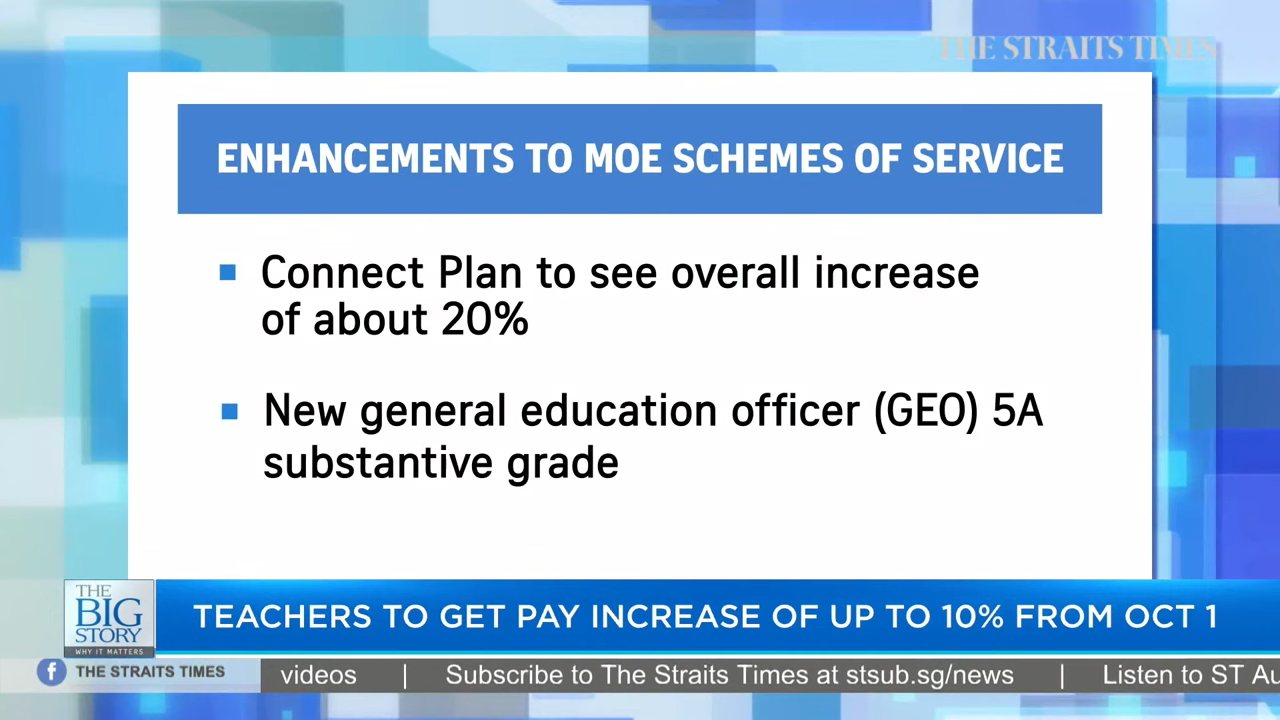 THE STRAITS TIMES
ENHANCEMENTS TO MOE SCHEMES OF SERVICE
Connect Plan to see overall increase
of about 20%
New general education officer (GEO) 5A
substantive grade
THE
BIG
STORY
WHY IT MATTERS
TEACHERS TO GET PAY INCREASE OF UP TO 10% FROM OCT 1
THE STRAITS TIMES
videos | Subscribe to The Straits Times at stsub.sg/news | Listen to ST Au